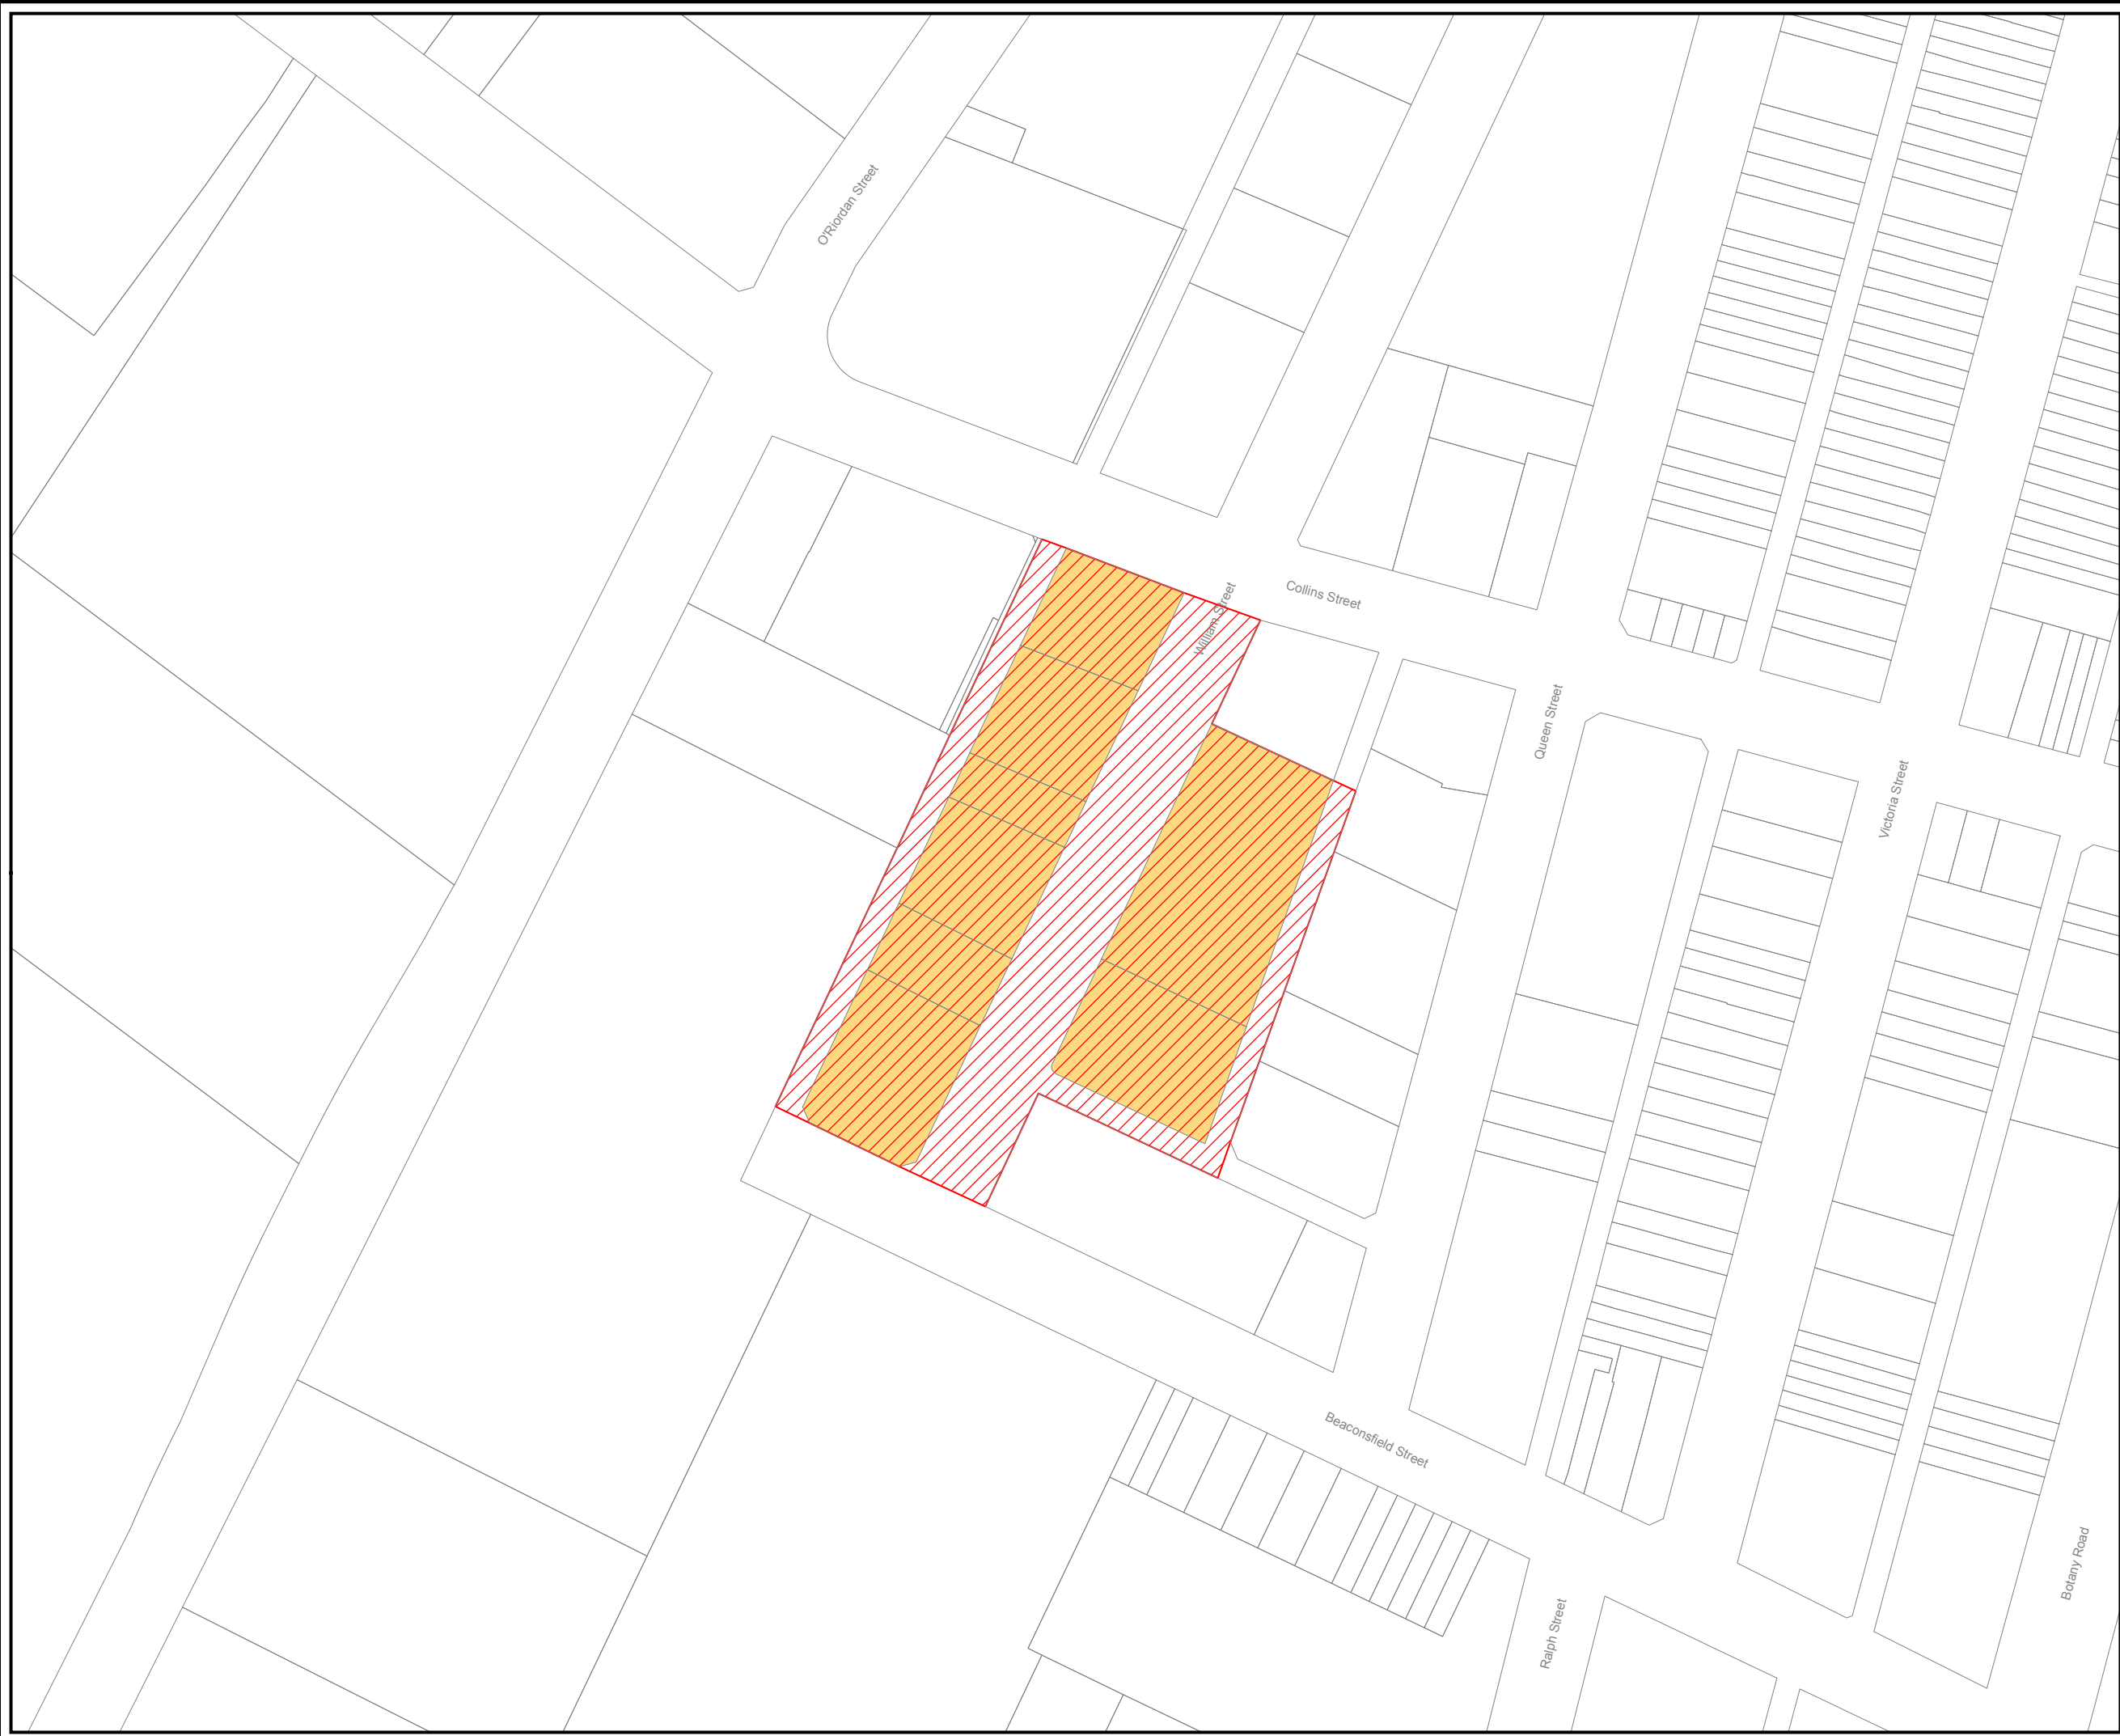 O'Riordan Street
William Street
Collins Street
Queen Street
Victoria Street
Beaconsfield Street
Botany Road
Ralph Street